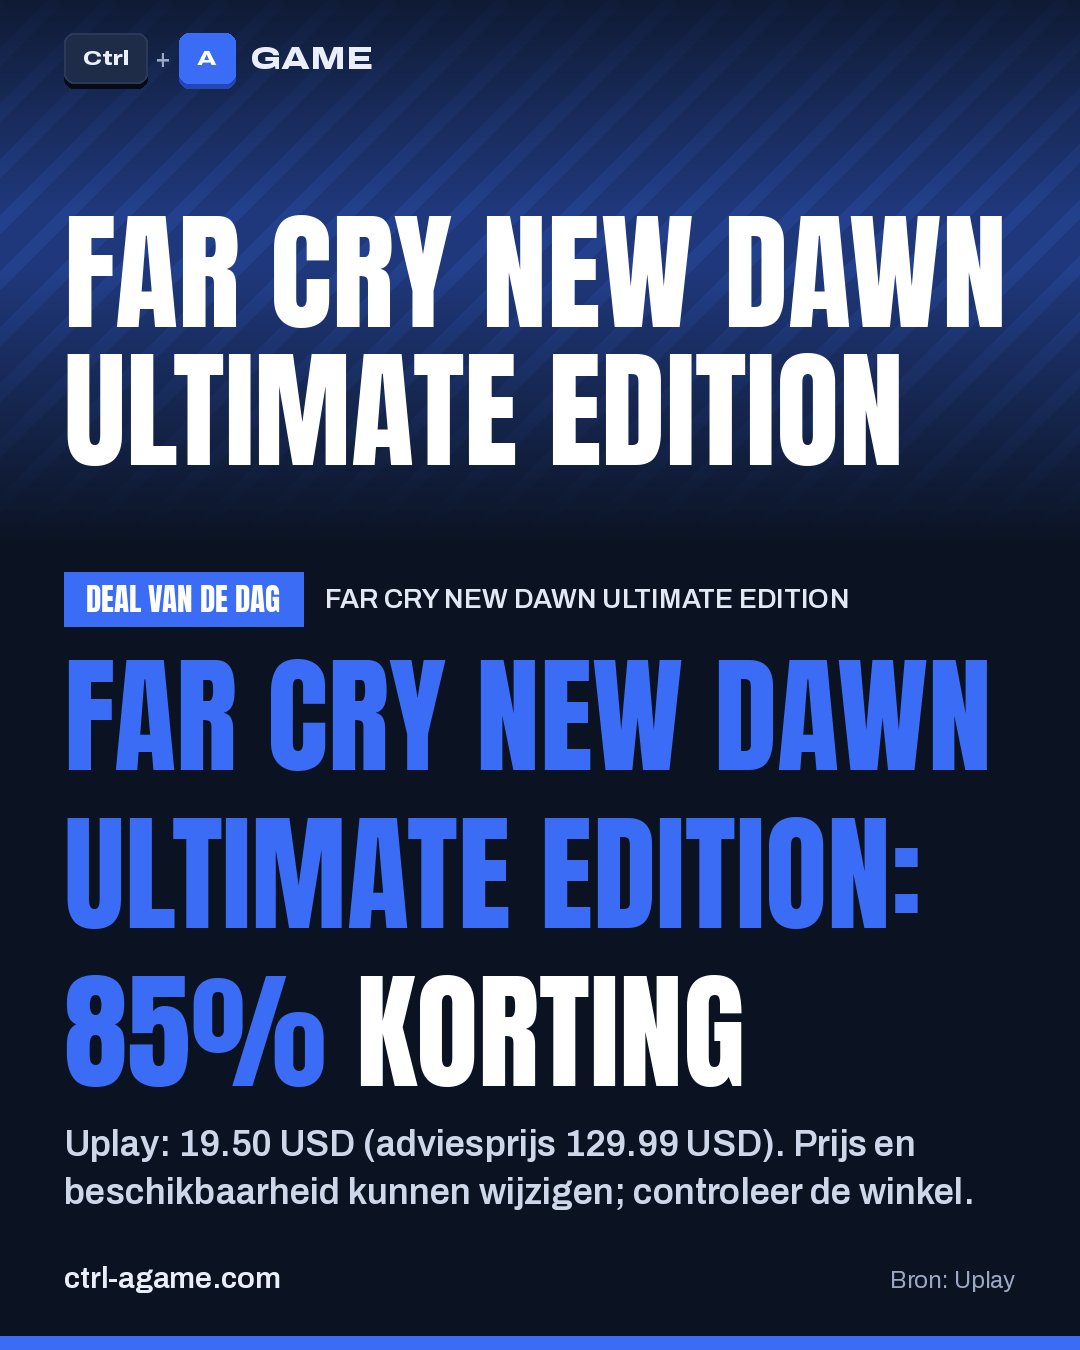 Ctrl + A GAME
FAR CRY NEW DAWN
ULTIMATE EDITION
DEAL VAN DE DAG FAR CRY NEW DAWN ULTIMATE EDITION
FAR CRY NEW DAWN
ULTIMATE EDITION:
85% KORTING
Uplay: 19.50 USD (adviesprijs 129.99 USD). Prijs en
beschikbaarheid kunnen wijzigen; controleer de winkel.
ctrl-agame.com Bron: Uplay